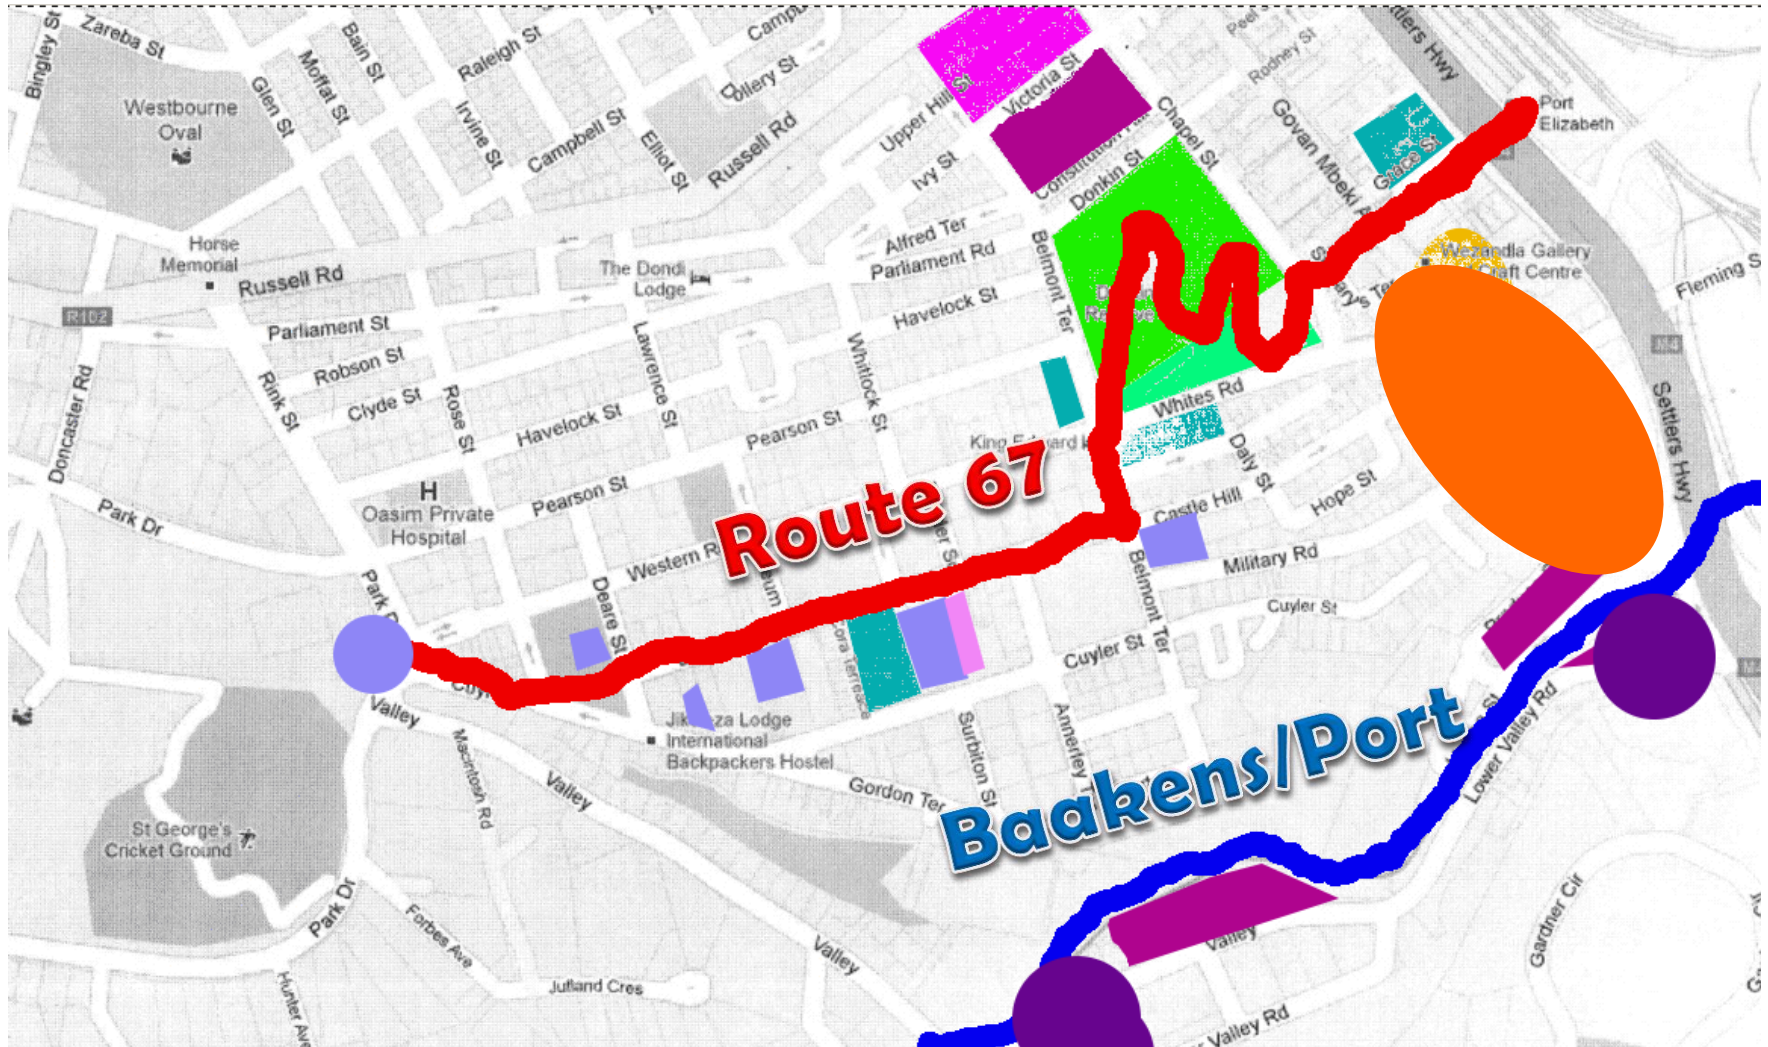 Bingley St
Zareba St
Bain St
Moffat St
Glen St
Raleigh St
Irvine St
Campbell St
Elliot St
Russell Rd
Westbourne
Oval
Upper Hill St
Victoria St
Ivy St
Donkin St
Chapel St
Rodney St
Govan Mbeki
Grace St
Settlers Hwy
Port
Elizabeth
Horse
Memorial
Russell Rd
The Dondi
Lodge
Alfred Ter
Parliament Rd
Havelock St
Belmont Ter
Wezandla Gallery
Craft Centre
Fleming S
R102
Parliament St
Robson St
Clyde St
Rink St
Rose St
Lawrence St
Whitlock St
Havelock St
Pearson St
Whites Rd
M4
Settlers Hwy
Doncaster Rd
King Edward
Daly St
Hope St
Castle Hill
Route 67
Park Dr
H
Oasim Private
Hospital
Pearson St
Western R
Military Rd
Belmont Ter
Cuyler St
Cuyler St
Deare St
Park D
Valley
za Lodge
International
Backpackers Hostel
Macintosh Rd
Valley
Gordon Ter
Surbiton St
Annerley T
Baakens/Port
Lower Valley Rd
St George's
Cricket Ground
Park Dr
Forbes Ave
Jutland Cres
Hunter Ave
Valley
Valley
Gardner Cir
Valley Rd